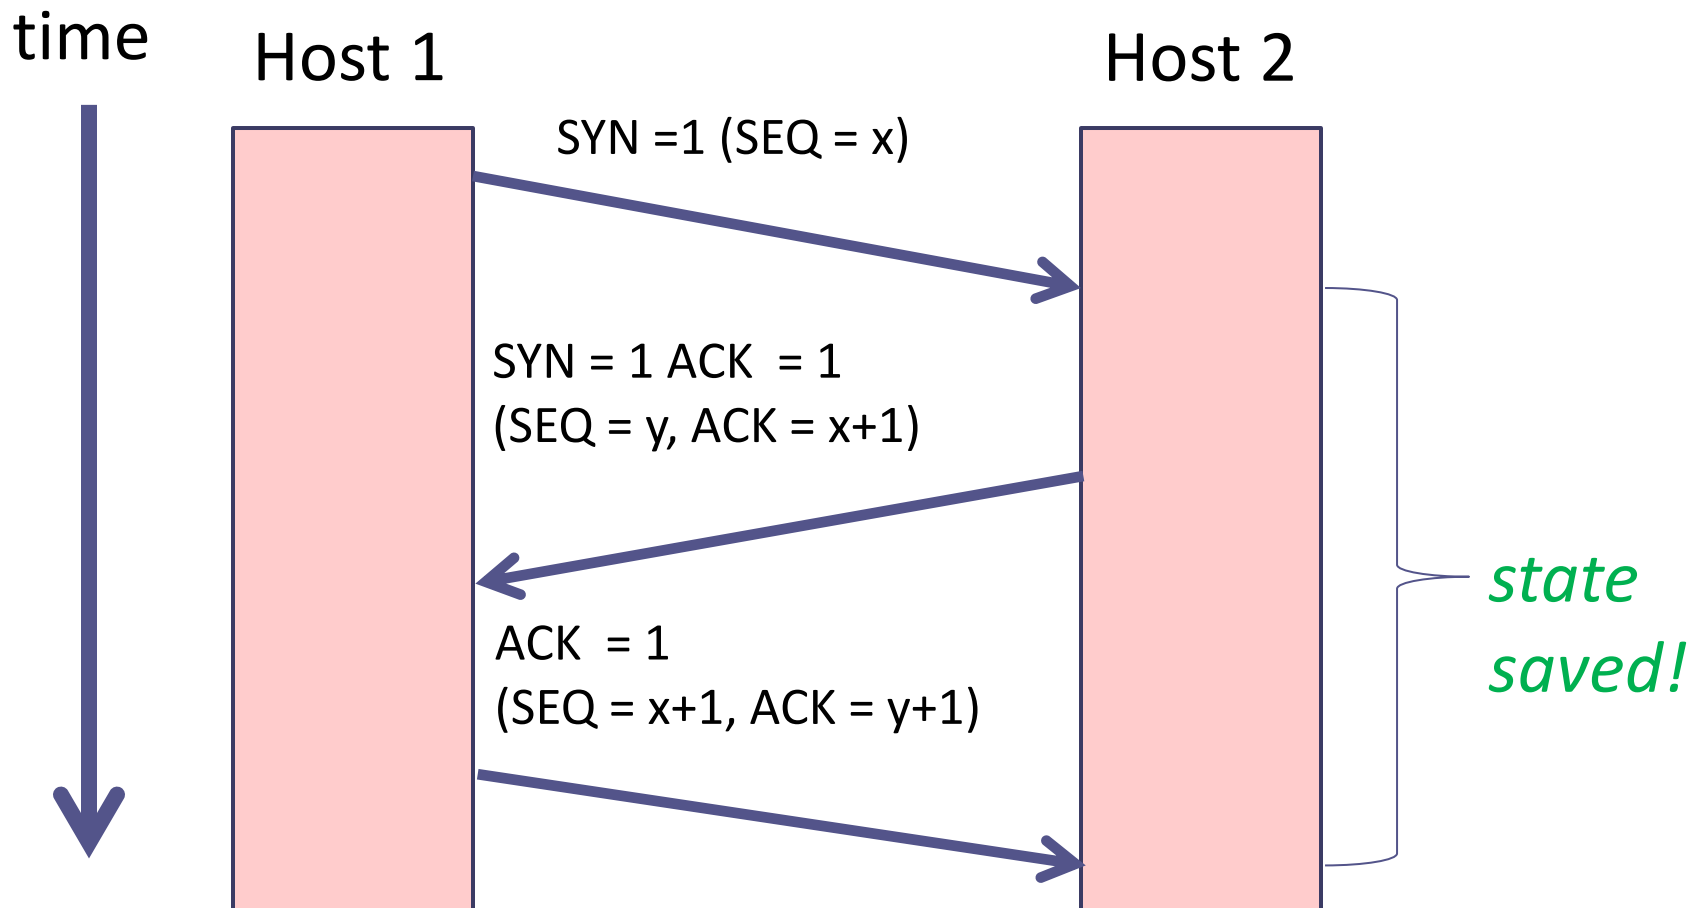 time
Host 1
Host 2
SYN =1 (SEQ = x)
SYN = 1 ACK  = 1
(SEQ = y, ACK = x+1)
ACK  = 1
(SEQ = x+1, ACK = y+1)
state
saved!